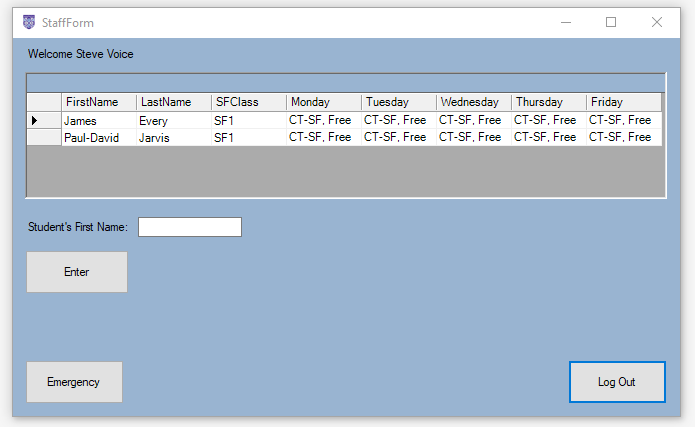 StaffForm
Welcome Steve Voice
FirstName LastName SFClass Monday Tuesday Wednesday Thursday Friday
James Every SF1 CT-SF, Free CT-SF, Free CT-SF, Free CT-SF, Free CT-SF, Free
Paul-David Jarvis SF1 CT-SF, Free CT-SF, Free CT-SF, Free CT-SF, Free CT-SF, Free
Student's First Name:
Enter
Emergency Log Out